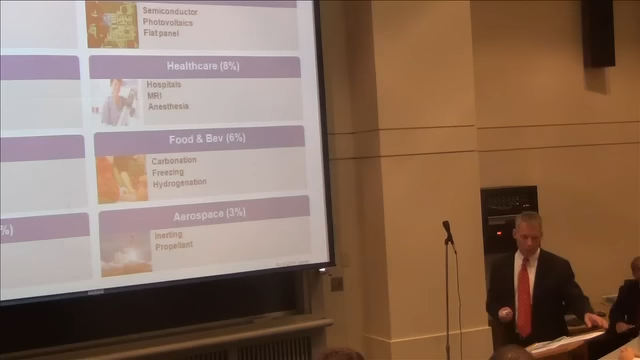 Semiconductor
Photovoltaics
Flatpanel
Healthcare (8%)
Hospitals
MRI
Anesthesia
Food & Bev (6%)
Carbonation
Freezing
Hydrogenation
%)
Aerospace (3%)
Inerting
Propellant